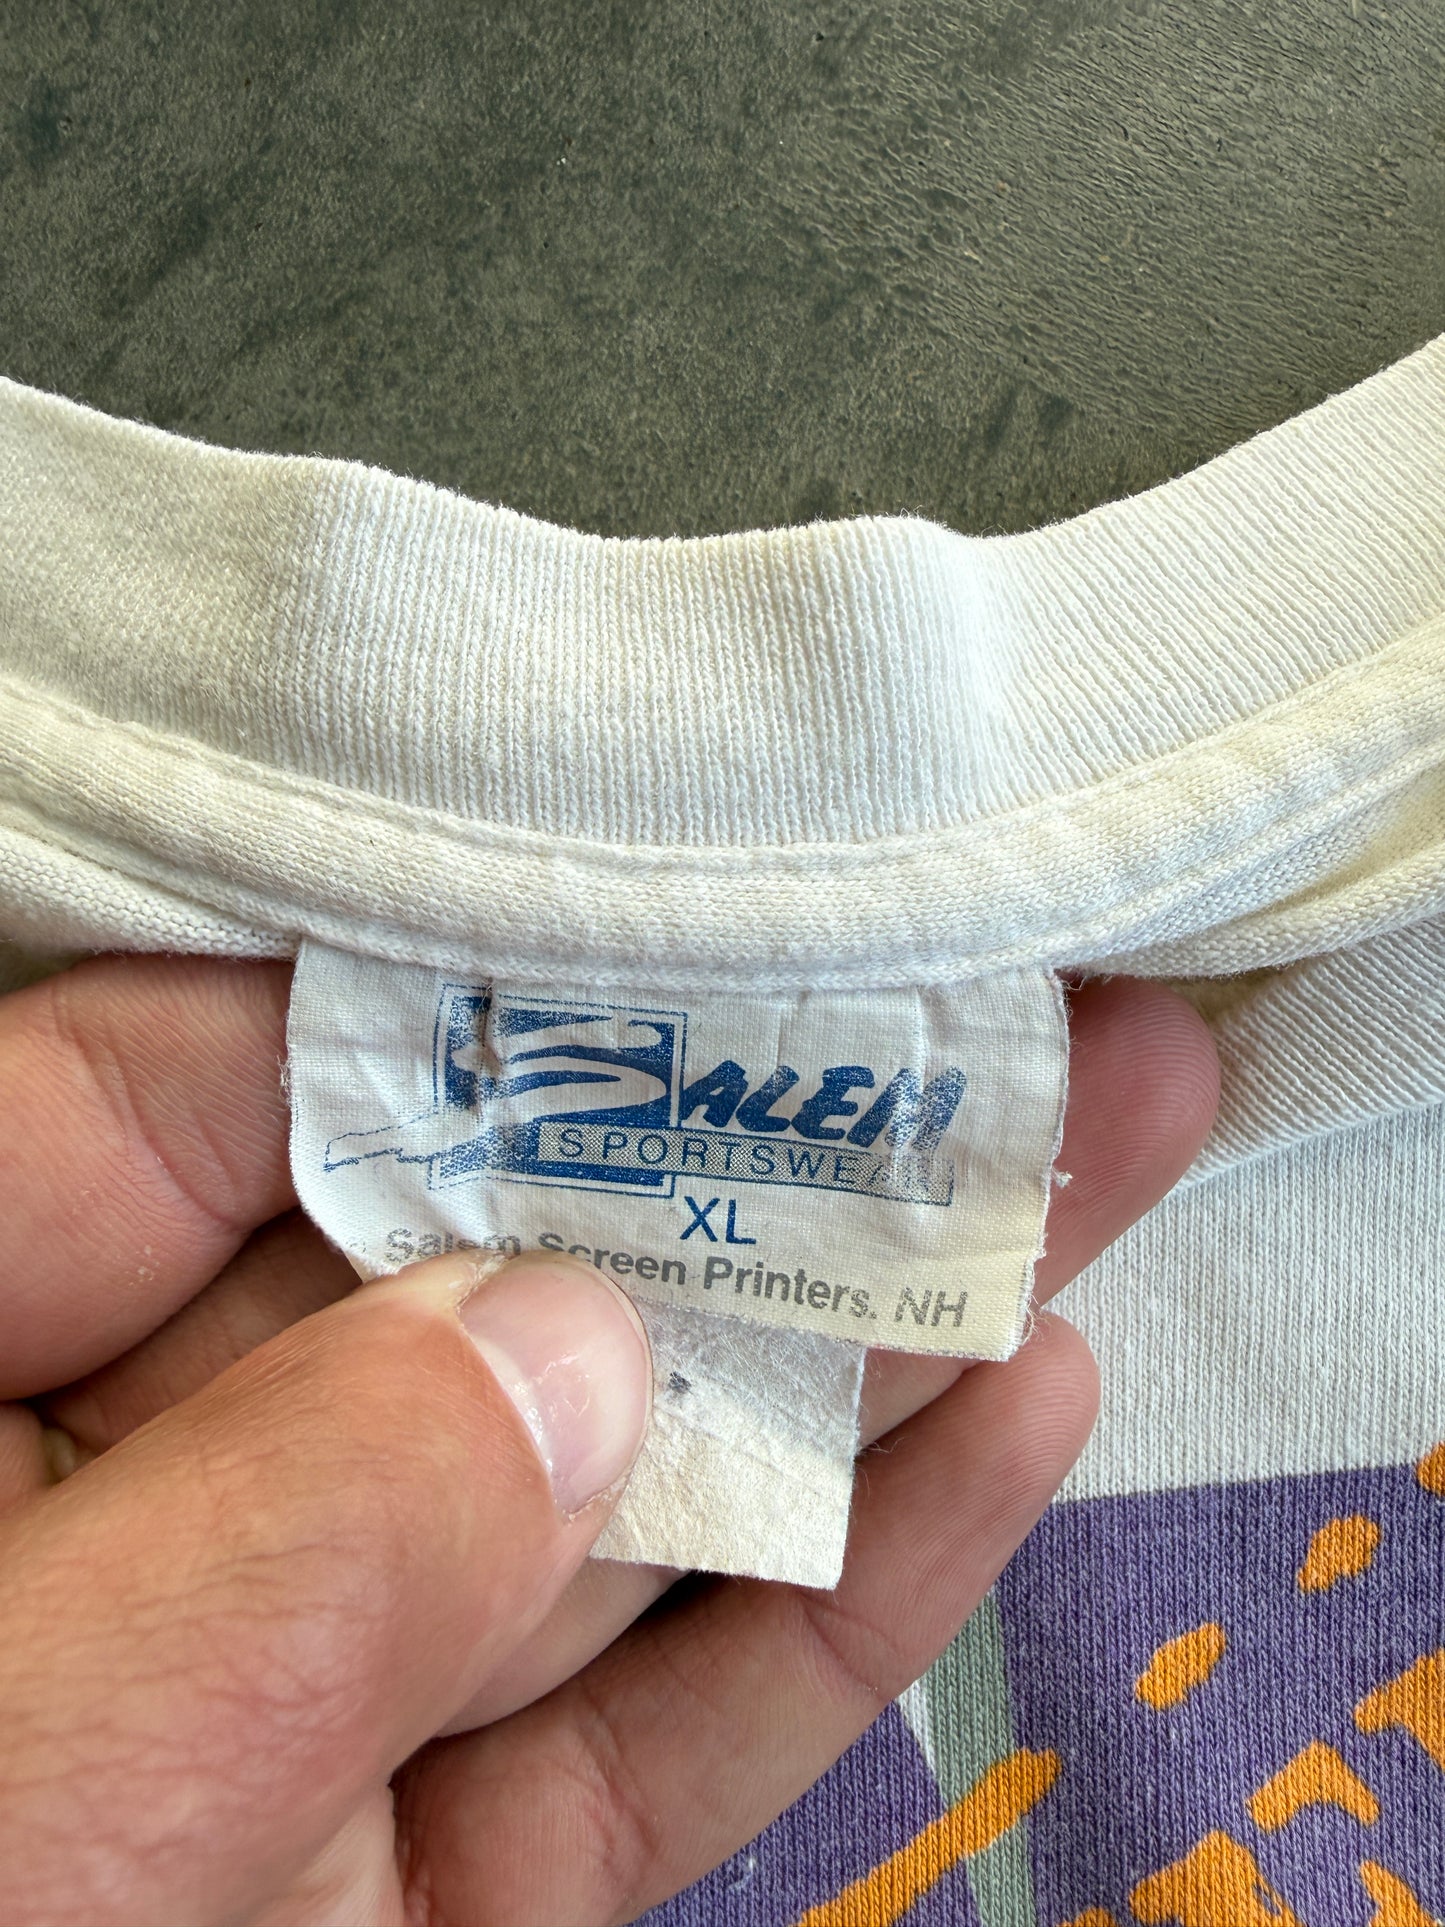 SALEM
SPORTSWEAR
XL
Salem Screen Printers. NH